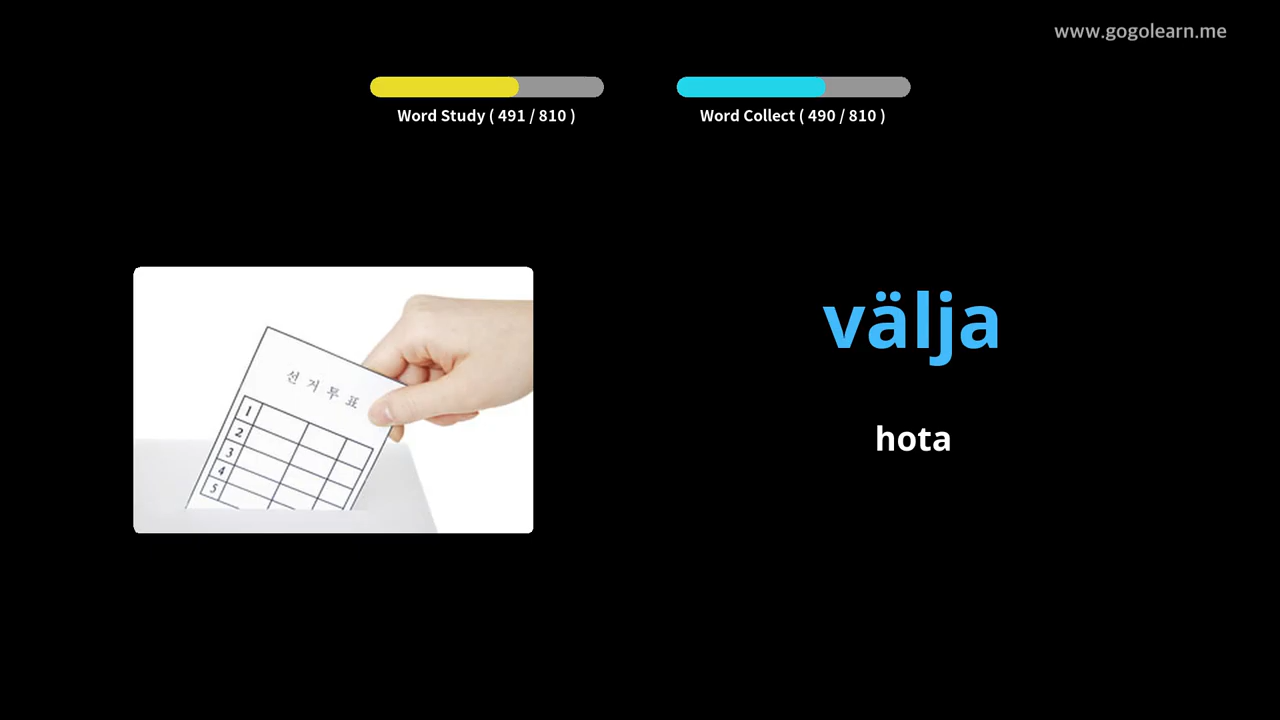 www.gogolearn.me
Word Study ( 491 / 810 )
Word Collect ( 490 / 810 )
välja
hota
선거투표
1
2
3
4
5